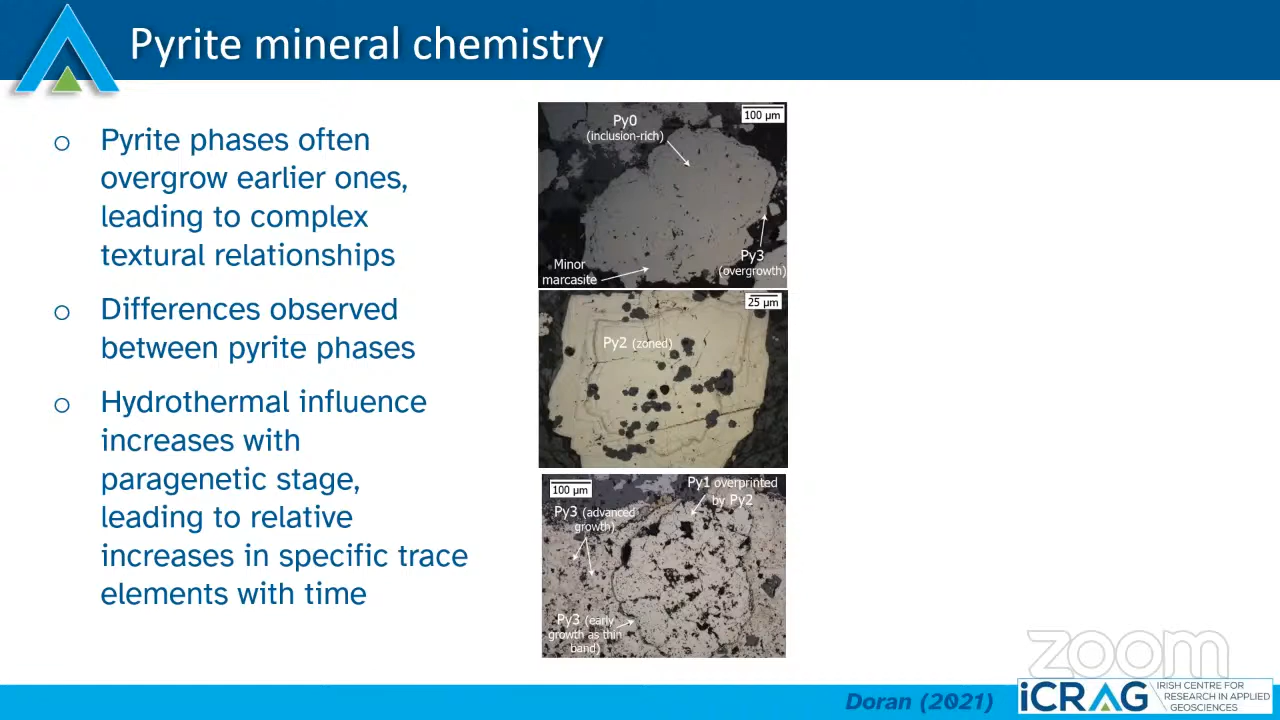 Pyrite mineral chemistry
o Pyrite phases often
overgrow earlier ones,
leading to complex
textural relationships
o Differences observed
between pyrite phases
o Hydrothermal influence
increases with
paragenetic stage,
leading to relative
increases in specific trace
elements with time
Py0
(inclusion-rich)
100 µm
Py3
(overgrowth)
Minor
marcasite
25 µm
Py2 (zoned)
100 µm
Py1 overprinted
by Py2
Py3 (advanced
growth)
Py3 (early
growth as thin
band)
zoom
Doran (2021)
iCRAG
IRISH CENTRE FOR
RESEARCH IN APPLIED
GEOSCIENCES